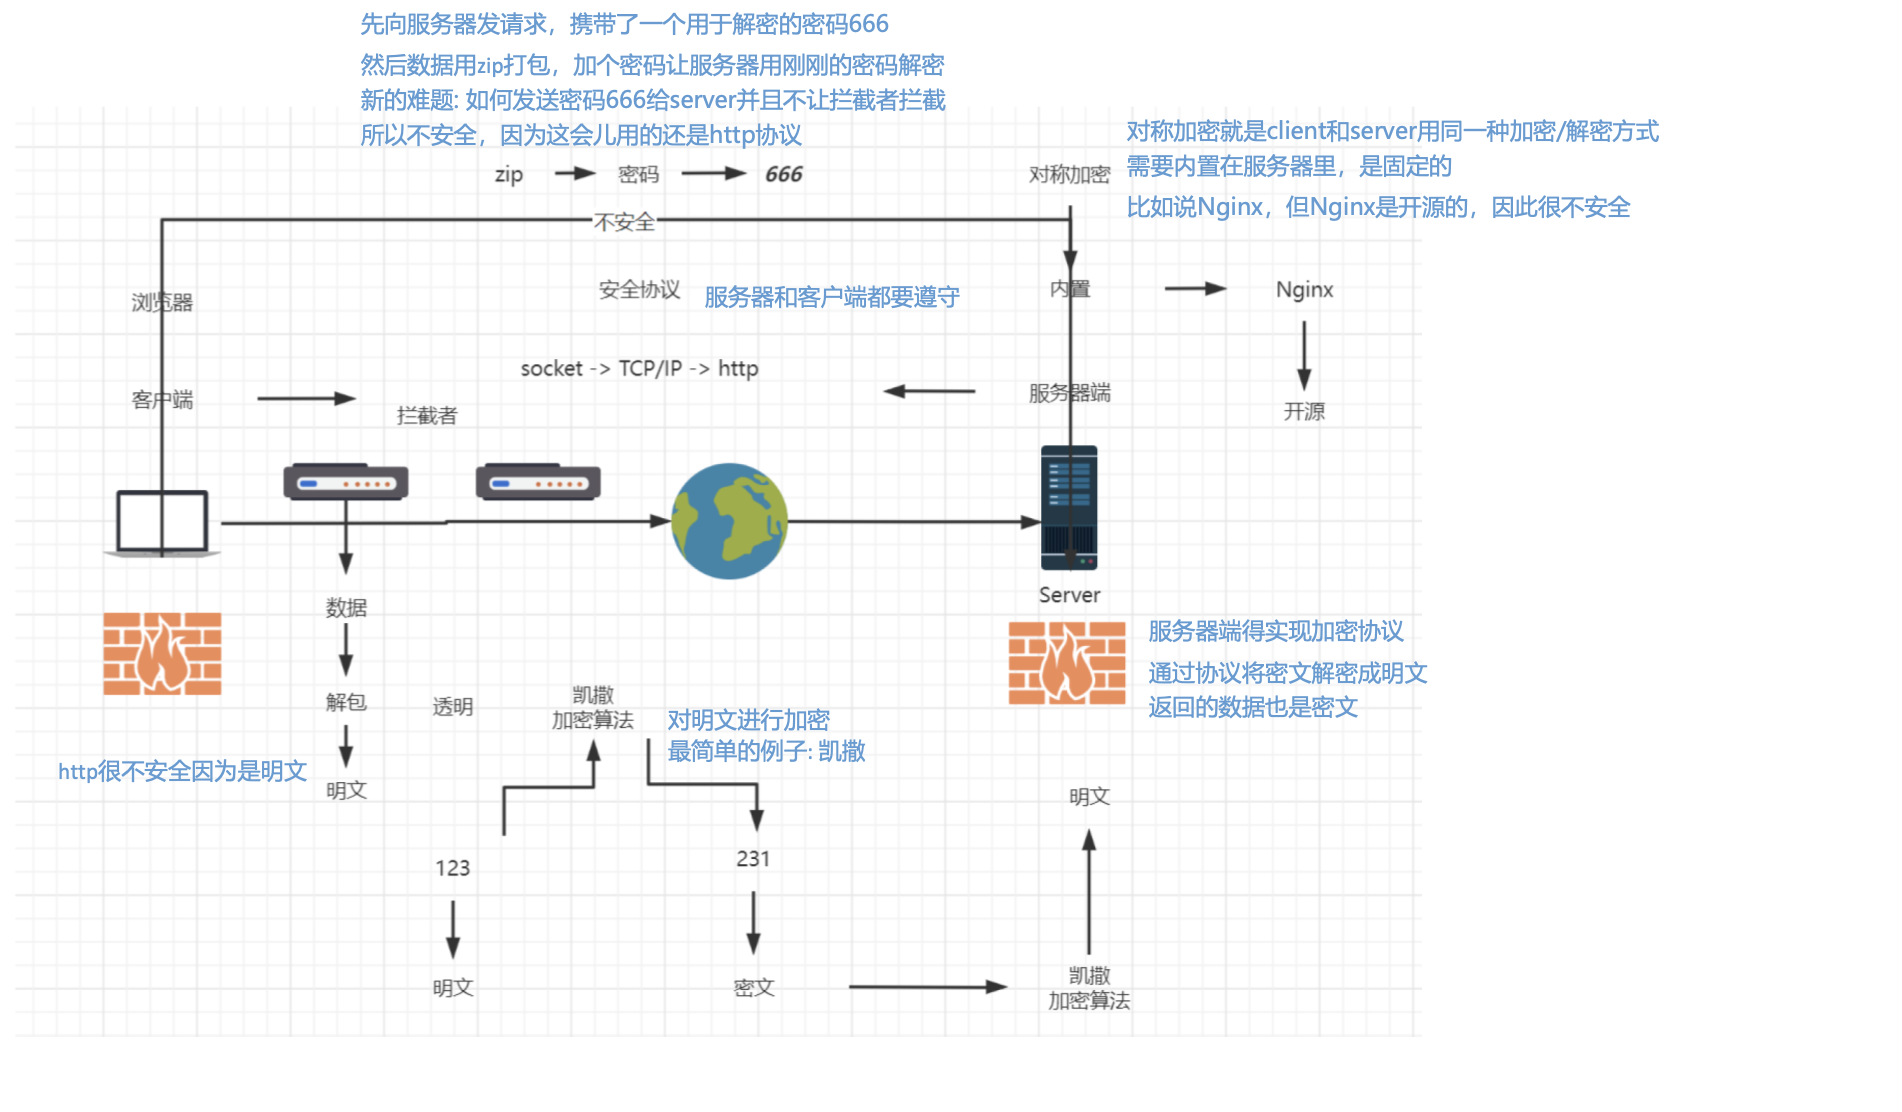 先向服务器发请求，携带了一个用于解密的密码666
然后数据用zip打包，加个密码让服务器用刚刚的密码解密
新的难题: 如何发送密码666给server并且不让拦截者拦截
所以不安全，因为这会儿用的还是http协议
对称加密就是client和server用同一种加密/解密方式
需要内置在服务器里，是固定的
比如说Nginx，但Nginx是开源的，因此很不安全
zip
密码
666
对称加密
不安全
浏览器
安全协议
服务器和客户端都要遵守
内置
Nginx
socket -> TCP/IP -> http
客户端
拦截者
服务器端
开源
Server
数据
服务器端得实现加密协议
通过协议将密文解密成明文
返回的数据也是密文
解包
透明
凯撒
加密算法
对明文进行加密
最简单的例子: 凯撒
http很不安全因为是明文
明文
明文
123
231
明文
密文
凯撒
加密算法